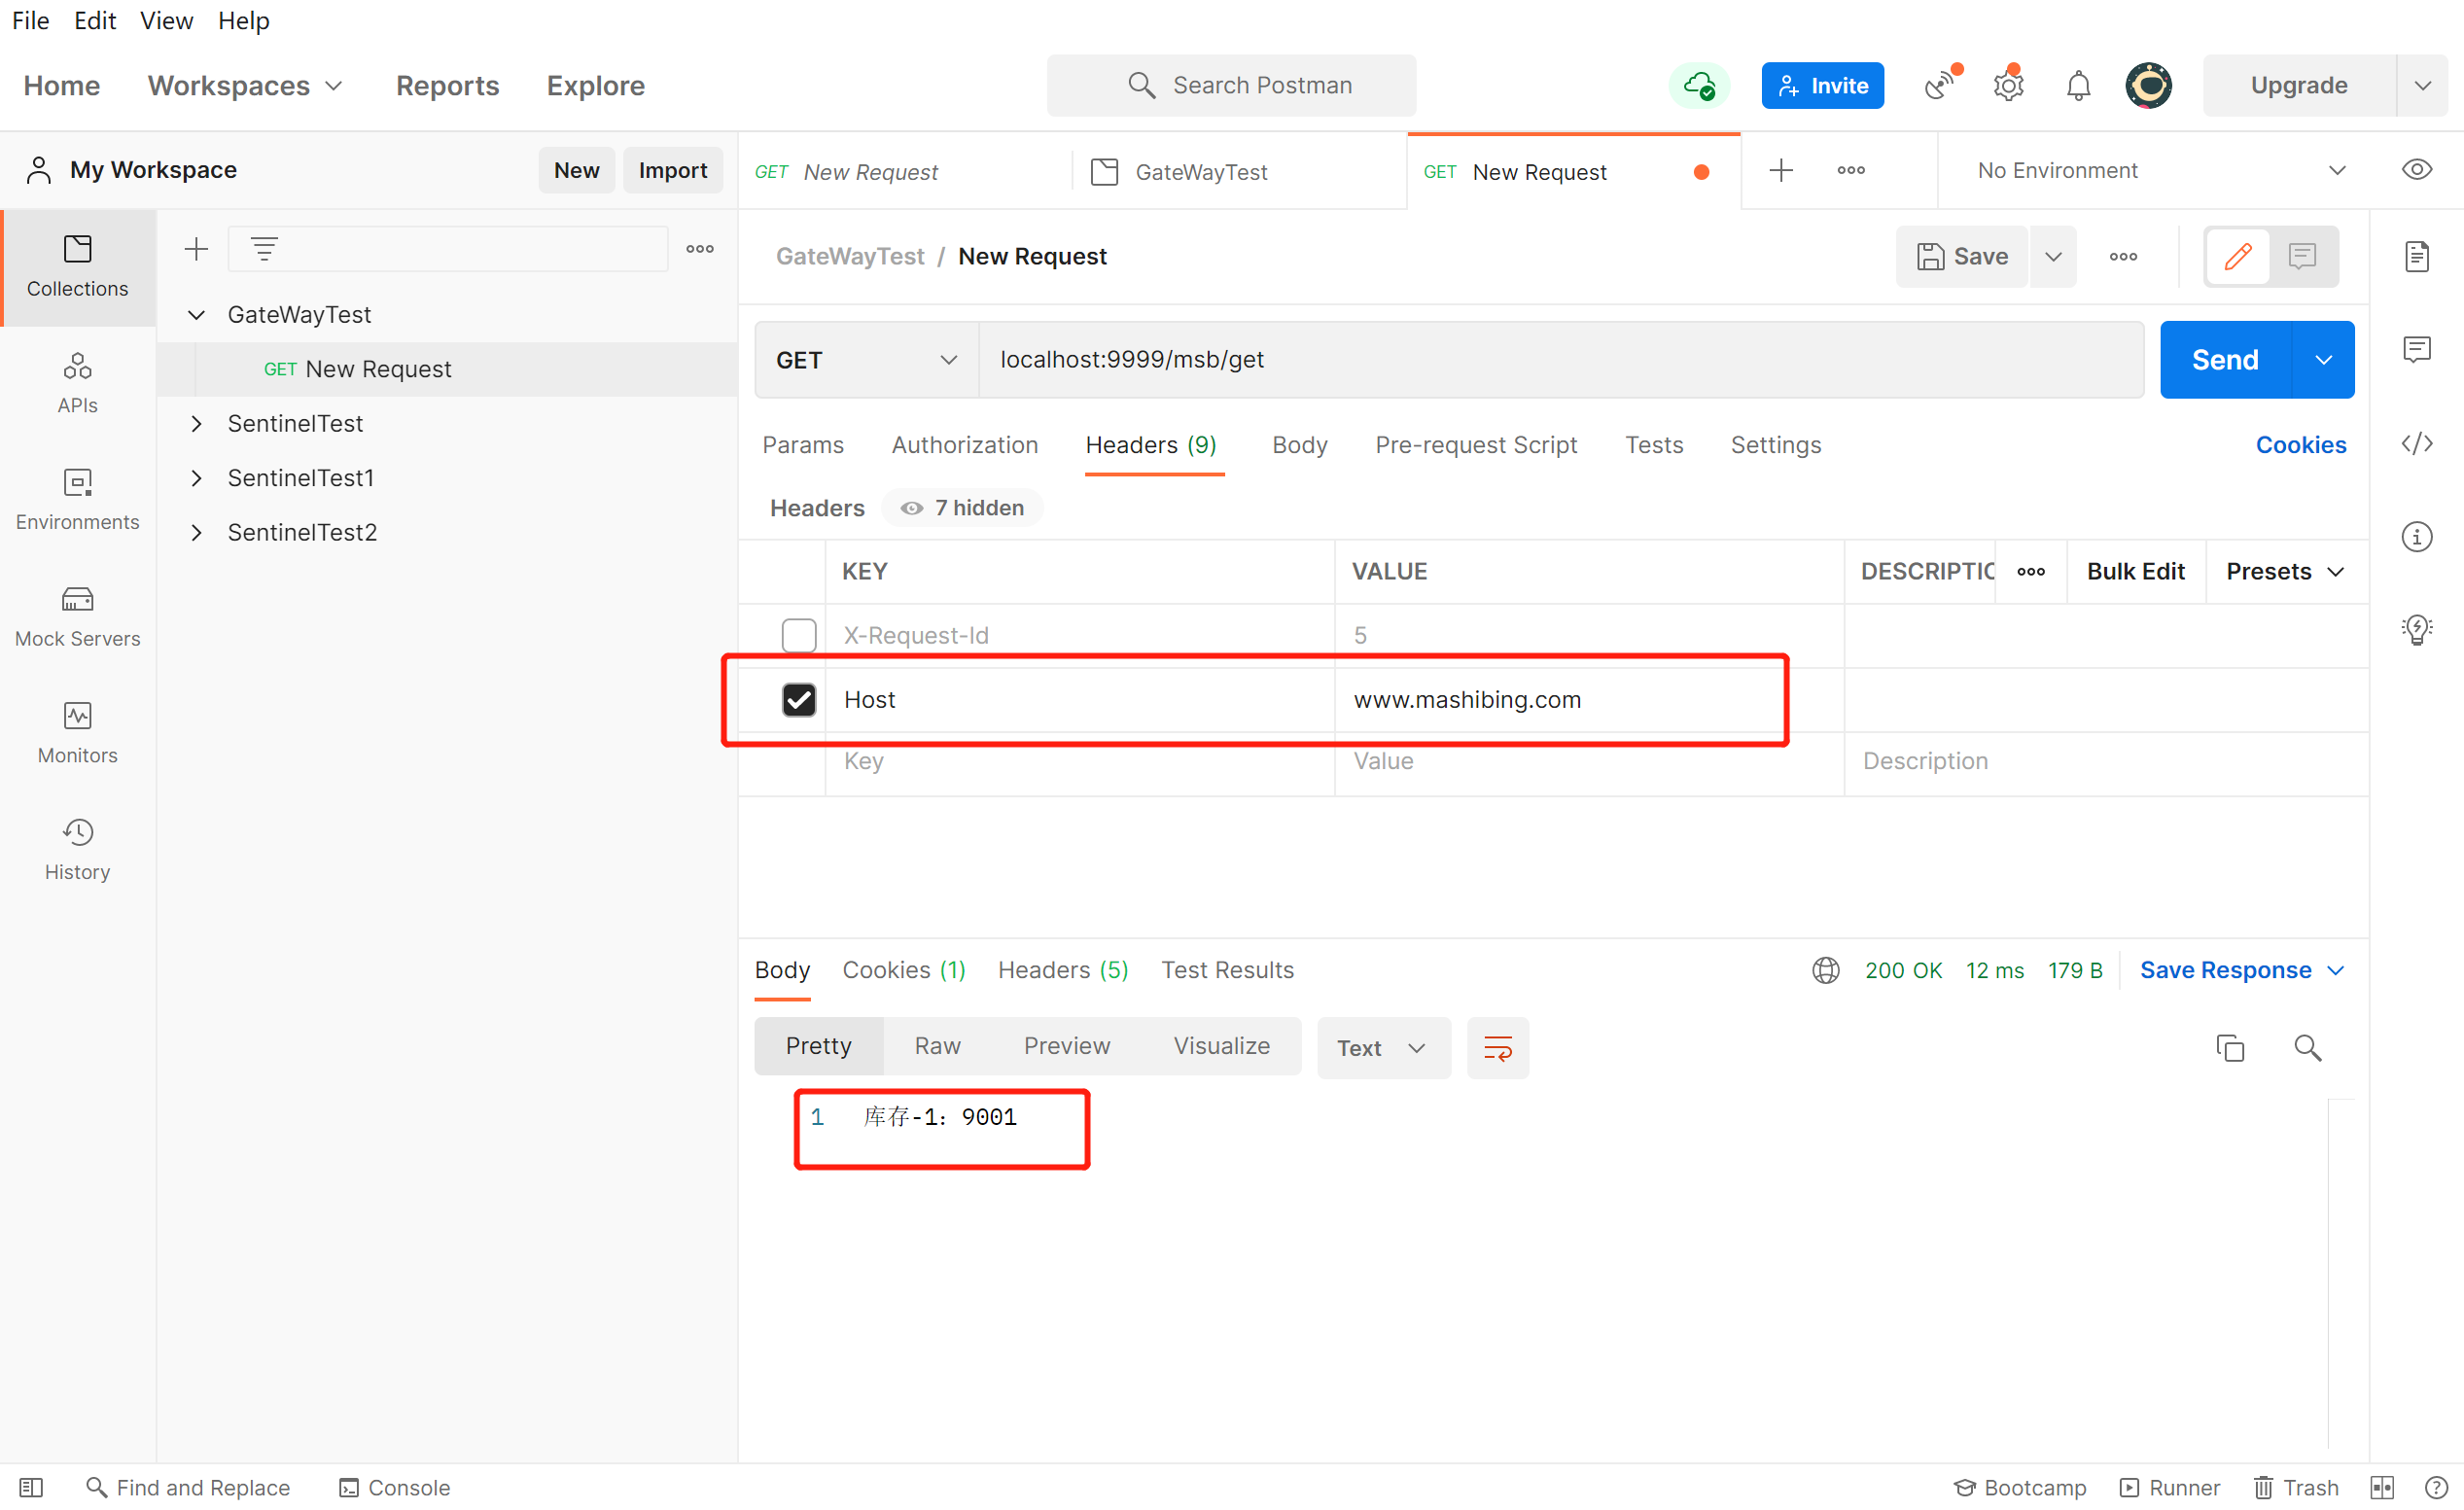 File Edit View Help
Home Workspaces Reports Explore Search Postman Invite Upgrade
My Workspace New Import GET New Request GateWayTest GET New Request No Environment
Collections
GateWayTest / New Request Save
GateWayTest
GET New Request
SentinelTest
SentinelTest1
SentinelTest2
APIs
Environments
Mock Servers
Monitors
History
GET localhost:9999/msb/get Send
Params Authorization Headers (9) Body Pre-request Script Tests Settings Cookies
Headers 7 hidden
KEY VALUE DESCRIPTIC Bulk Edit Presets
X-Request-Id 5
Host www.mashibing.com
Key Value Description
Body Cookies (1) Headers (5) Test Results 200 OK 12 ms 179 B Save Response
Pretty Raw Preview Visualize Text
1 库存-1：9001
Find and Replace Console Bootcamp Runner Trash